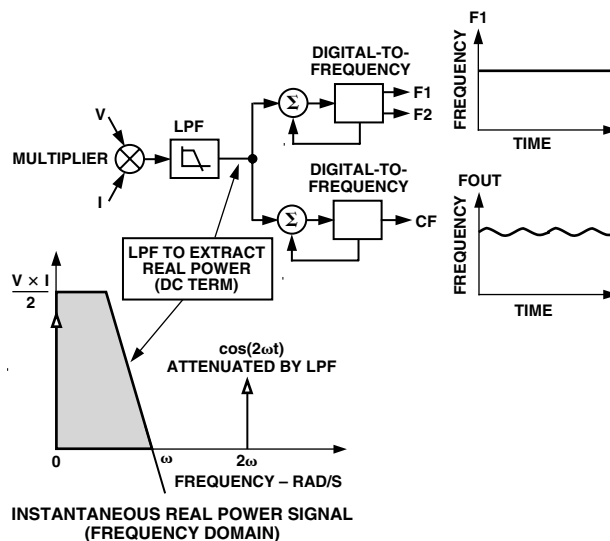 F1
DIGITAL-TO-
FREQUENCY
V
LPF
Σ
F1
F2
MULTIPLIER
I
FREQUENCY
TIME
DIGITAL-TO-
FREQUENCY
Σ
CF
FOUT
FREQUENCY
TIME
LPF TO EXTRACT
REAL POWER
(DC TERM)
V × I
2
cos(2ωt)
ATTENUATED BY LPF
0
ω
2ω
FREQUENCY – RAD/S
INSTANTANEOUS REAL POWER SIGNAL
(FREQUENCY DOMAIN)